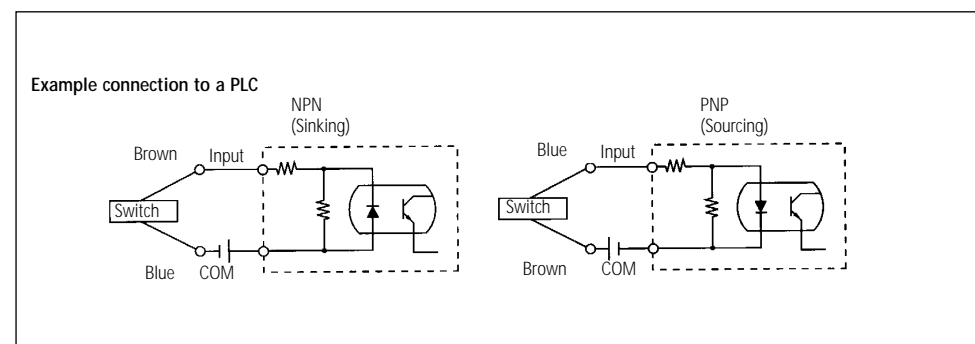 Example connection to a PLC
NPN
(Sinking)
Brown
Input
Switch
Blue
COM
PNP
(Sourcing)
Blue
Input
Switch
Brown
COM